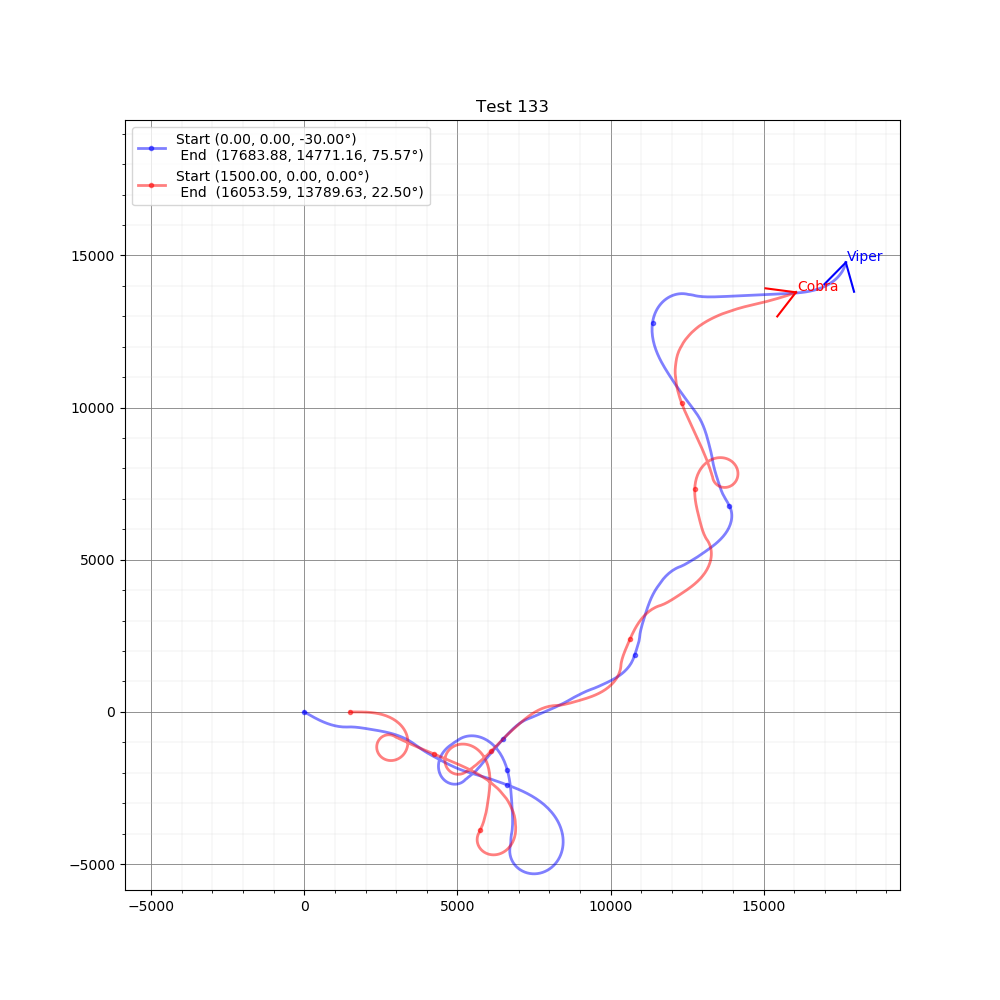 Test 133
Start (0.00, 0.00, -30.00°)
End  (17683.88, 14771.16, 75.57°)
Start (1500.00, 0.00, 0.00°)
End  (16053.59, 13789.63, 22.50°)
Viper
Cobra
15000
10000
5000
0
−5000
−5000
0
5000
10000
15000